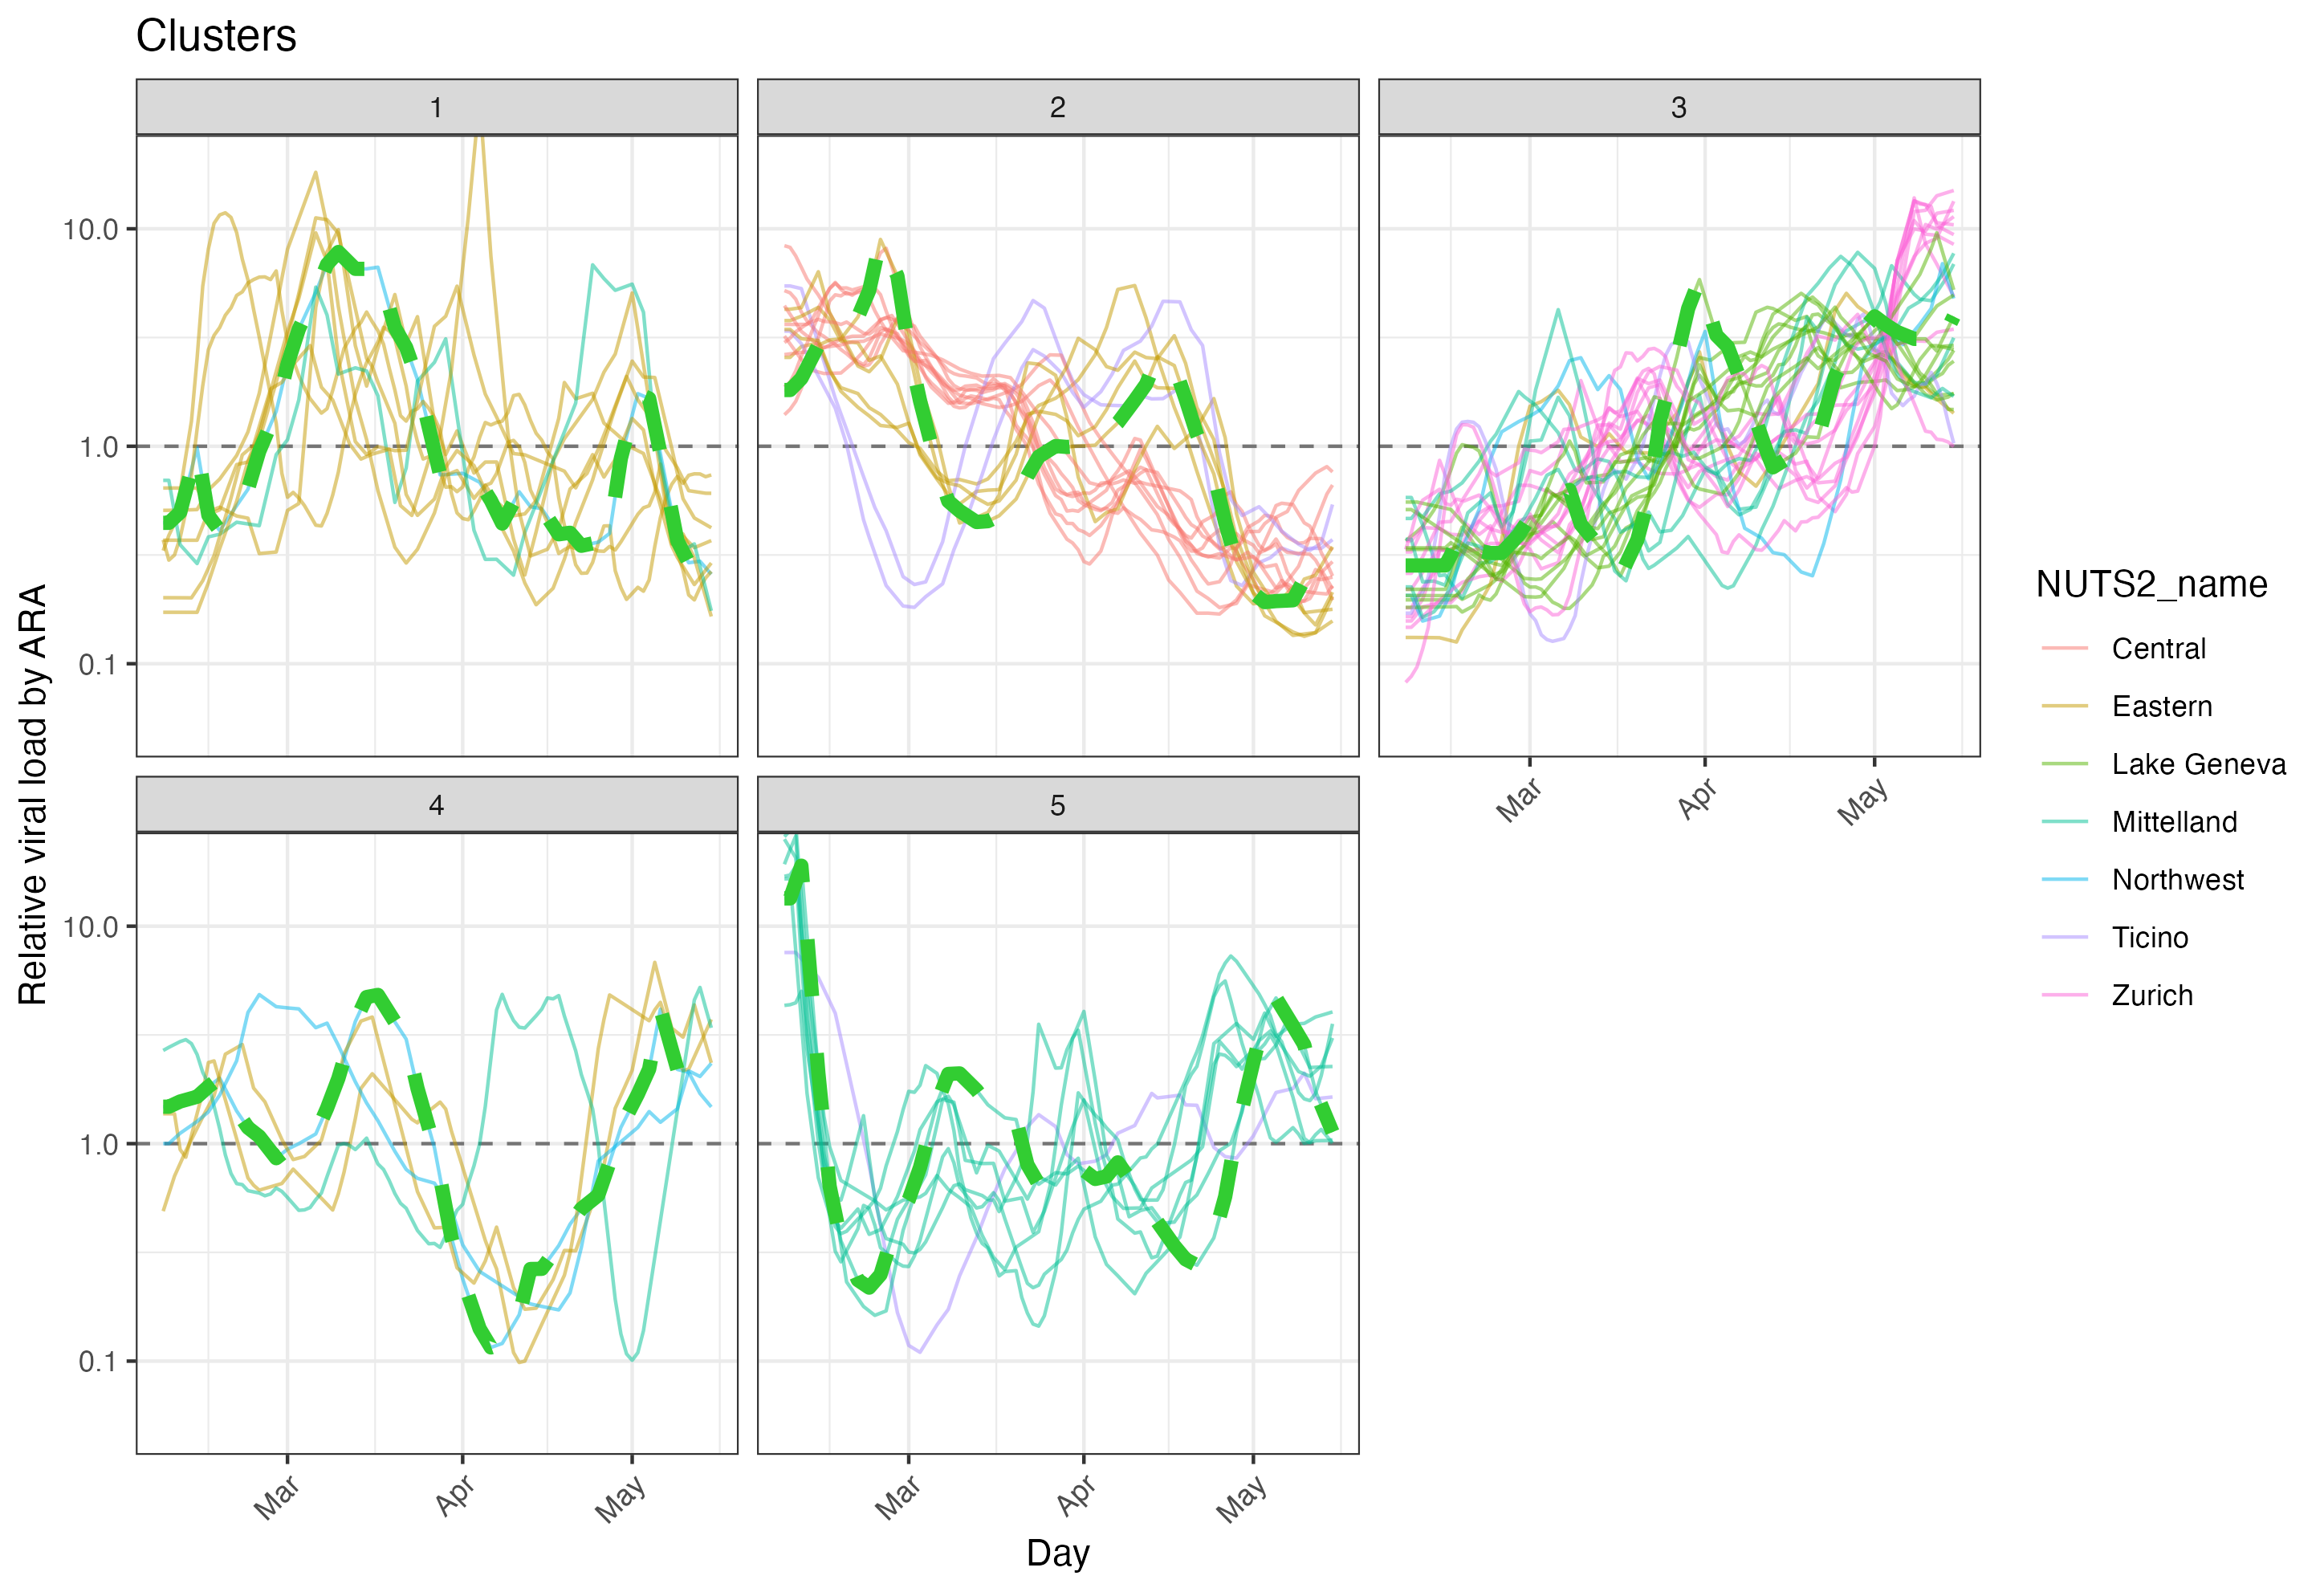 Clusters
1
2
3
10.0
1.0
0.1
Mar
Apr
May
4
5
10.0
1.0
0.1
Mar
Apr
May
Mar
Apr
May
Day
Relative viral load by ARA
NUTS2_name
Central
Eastern
Lake Geneva
Mittelland
Northwest
Ticino
Zurich